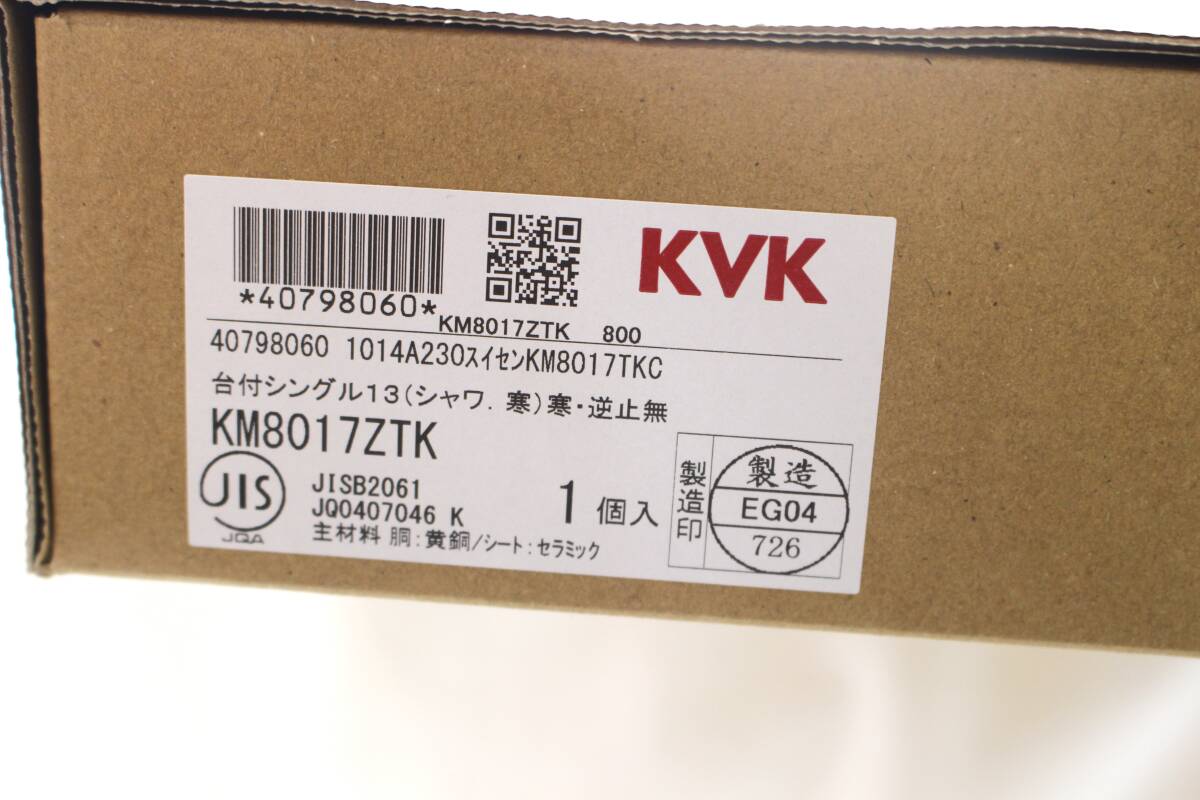 *40798060*
KVK
KM8017ZTK 800
40798060 1014A230スイセンKM8017TKC
台付シングル13(シャワ．寒)寒・逆止無
KM8017ZTK
JIS
JQA
JISB2061
JQ0407046 K
主材料 胴:黄銅/シート:セラミック
1個入
製造印
製造
EG04
726